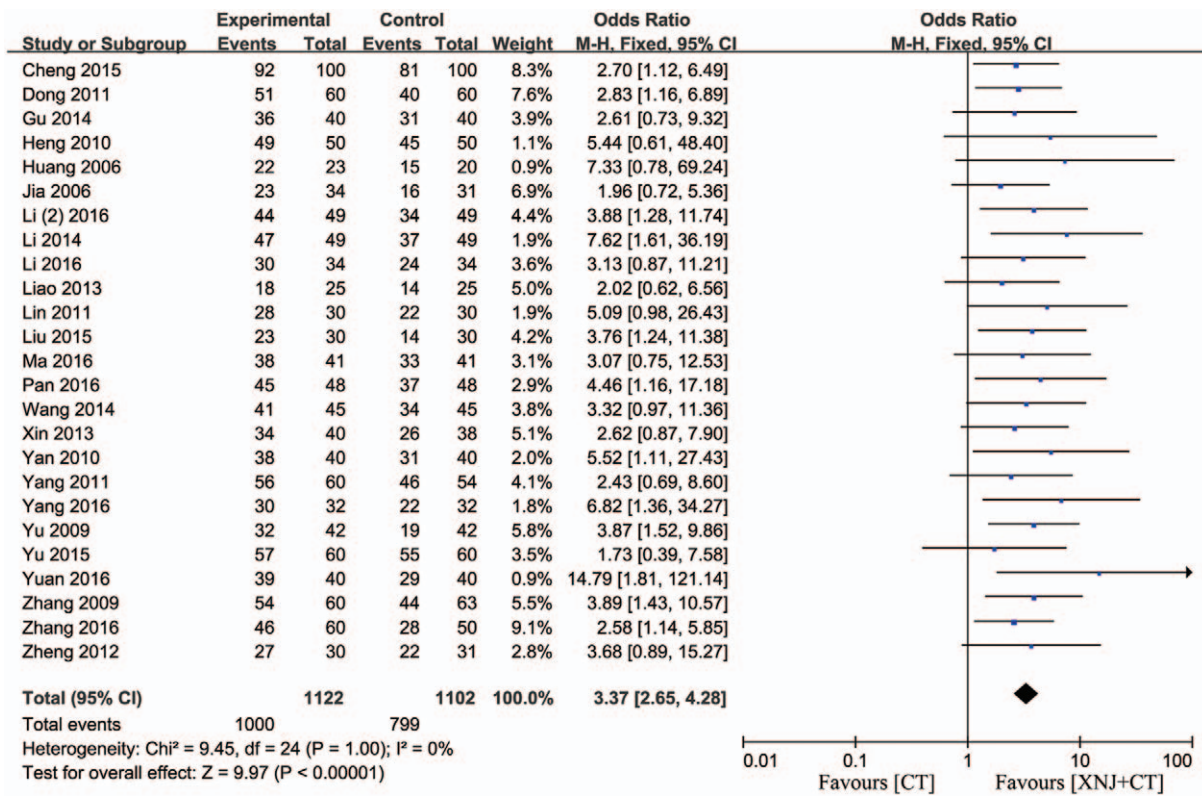 Experimental Control Odds Ratio Odds Ratio
Study or Subgroup Events Total Events Total Weight M-H, Fixed, 95% CI M-H, Fixed, 95% CI
Cheng 2015 92 100 81 100 8.3% 2.70 [1.12, 6.49]
Dong 2011 51 60 40 60 7.6% 2.83 [1.16, 6.89]
Gu 2014 36 40 31 40 3.9% 2.61 [0.73, 9.32]
Heng 2010 49 50 45 50 1.1% 5.44 [0.61, 48.40]
Huang 2006 22 23 15 20 0.9% 7.33 [0.78, 69.24]
Jia 2006 23 34 16 31 6.9% 1.96 [0.72, 5.36]
Li (2) 2016 44 49 34 49 4.4% 3.88 [1.28, 11.74]
Li 2014 47 49 37 49 1.9% 7.62 [1.61, 36.19]
Li 2016 30 34 24 34 3.6% 3.13 [0.87, 11.21]
Liao 2013 18 25 14 25 5.0% 2.02 [0.62, 6.56]
Lin 2011 28 30 22 30 1.9% 5.09 [0.98, 26.43]
Liu 2015 23 30 14 30 4.2% 3.76 [1.24, 11.38]
Ma 2016 38 41 33 41 3.1% 3.07 [0.75, 12.53]
Pan 2016 45 48 37 48 2.9% 4.46 [1.16, 17.18]
Wang 2014 41 45 34 45 3.8% 3.32 [0.97, 11.36]
Xin 2013 34 40 26 38 5.1% 2.62 [0.87, 7.90]
Yan 2010 38 40 31 40 2.0% 5.52 [1.11, 27.43]
Yang 2011 56 60 46 54 4.1% 2.43 [0.69, 8.60]
Yang 2016 30 32 22 32 1.8% 6.82 [1.36, 34.27]
Yu 2009 32 42 19 42 5.8% 3.87 [1.52, 9.86]
Yu 2015 57 60 55 60 3.5% 1.73 [0.39, 7.58]
Yuan 2016 39 40 29 40 0.9% 14.79 [1.81, 121.14]
Zhang 2009 54 60 44 63 5.5% 3.89 [1.43, 10.57]
Zhang 2016 46 60 28 50 9.1% 2.58 [1.14, 5.85]
Zheng 2012 27 30 22 31 2.8% 3.68 [0.89, 15.27]
Total (95% CI) 1122 1102 100.0% 3.37 [2.65, 4.28]
Total events 1000 799
Heterogeneity: Chi² = 9.45, df = 24 (P = 1.00); I² = 0%
Test for overall effect: Z = 9.97 (P < 0.00001)
0.01 0.1 1 10 100
Favours [CT] Favours [XNJ+CT]